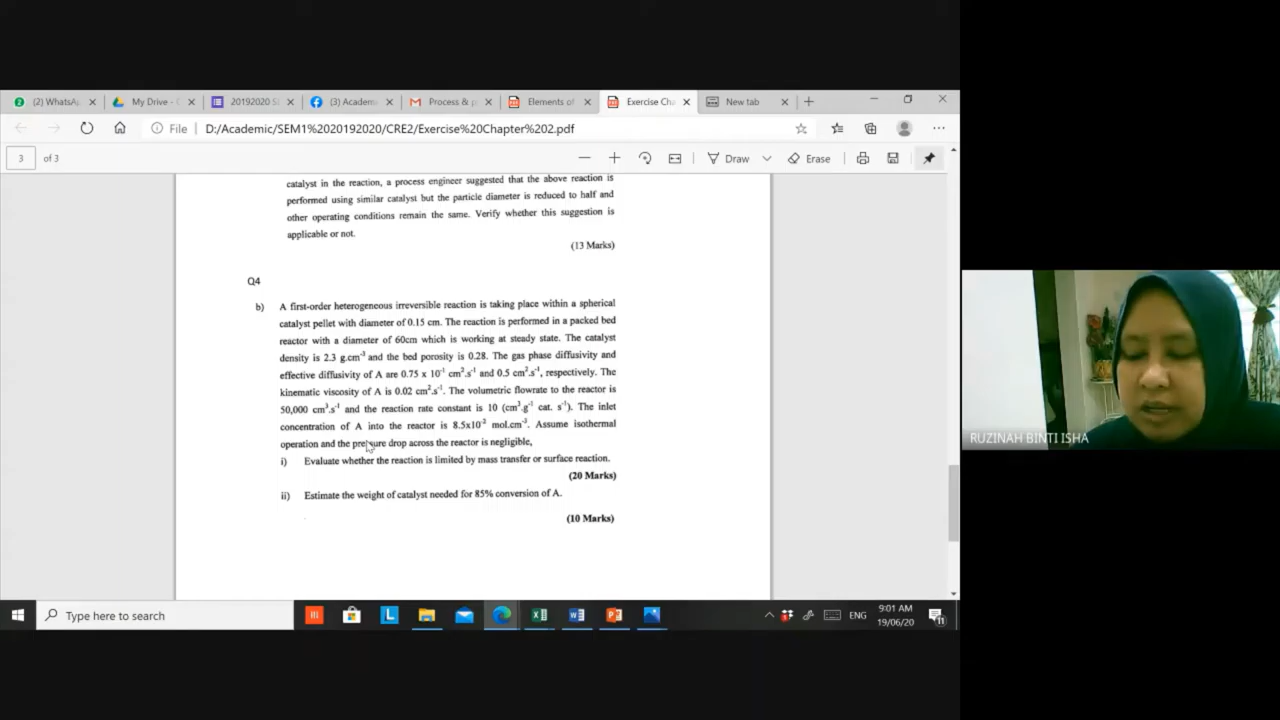 (2) WhatsAp
My Drive - G
20192020 S
(3) Academ
Process & p
Elements of
Exercise Cha
New tab
File
D:/Academic/SEM1%2020192020/CRE2/Exercise%20Chapter%202.pdf
3
of 3
Draw
Erase
catalyst in the reaction, a process engineer suggested that the above reaction is
performed using similar catalyst but the particle diameter is reduced to half and
other operating conditions remain the same. Verify whether this suggestion is
applicable or not.
(13 Marks)
Q4
b) A first-order heterogeneous irreversible reaction is taking place within a spherical
catalyst pellet with diameter of 0.15 cm. The reaction is performed in a packed bed
reactor with a diameter of 60cm which is working at steady state. The catalyst
density is 2.3 g.cm⁻³ and the bed porosity is 0.28. The gas phase diffusivity and
effective diffusivity of A are 0.75 x 10⁻¹ cm².s⁻¹ and 0.5 cm².s⁻¹, respectively. The
kinematic viscosity of A is 0.02 cm².s⁻¹. The volumetric flowrate to the reactor is
50,000 cm³.s⁻¹ and the reaction rate constant is 10 (cm³.g⁻¹ cat. s⁻¹). The inlet
concentration of A into the reactor is 8.5x10⁻² mol.cm⁻³. Assume isothermal
operation and the pressure drop across the reactor is negligible,
i) Evaluate whether the reaction is limited by mass transfer or surface reaction.
(20 Marks)
ii) Estimate the weight of catalyst needed for 85% conversion of A.
(10 Marks)
RUZINAH BINTI ISHA
Type here to search
ENG
9:01 AM
19/06/20
11